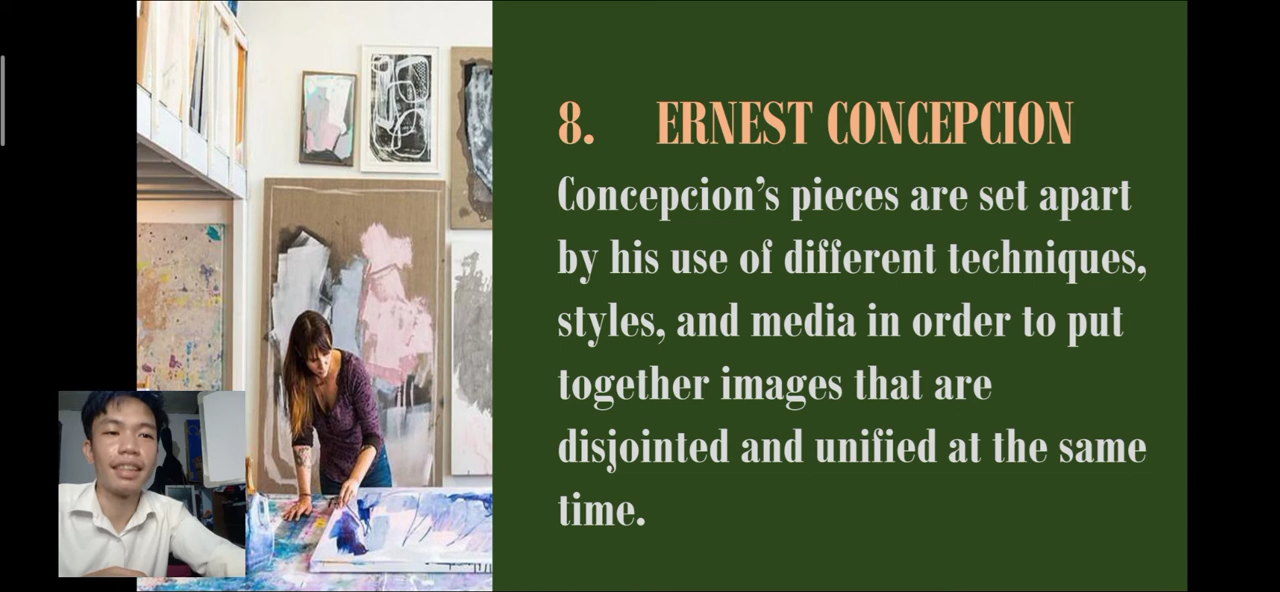 8. ERNEST CONCEPCION
Concepcion’s pieces are set apart
by his use of different techniques,
styles, and media in order to put
together images that are
disjointed and unified at the same
time.